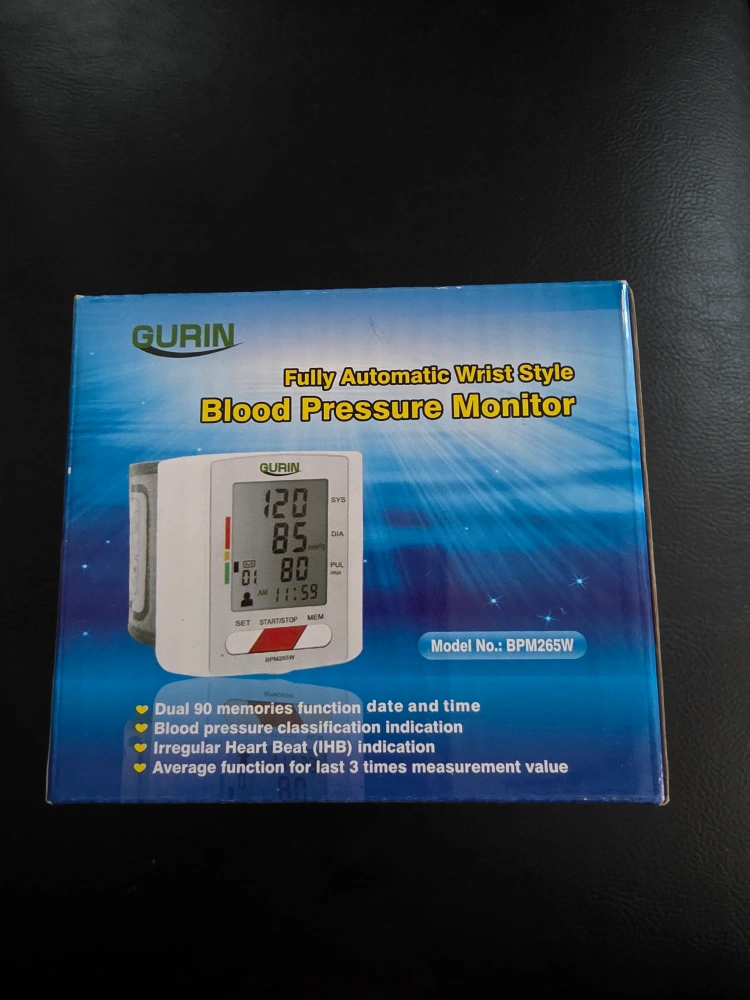 GURIN
Fully Automatic Wrist Style
Blood Pressure Monitor
GURIN
120 SYS
85 mmHg DIA
80 PUL /min
01
AM 11:59
SET START/STOP MEM
BPM265W
Model No.: BPM265W
Dual 90 memories function date and time
Blood pressure classification indication
Irregular Heart Beat (IHB) indication
Average function for last 3 times measurement value